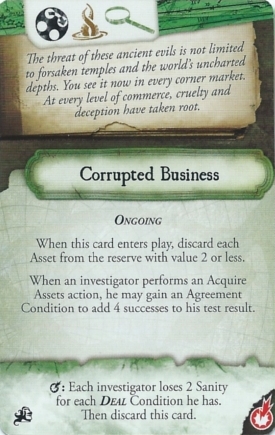 The threat of these ancient evils is not limited
to forsaken temples and the world's uncharted
depths. You see it now in every corner market.
At every level of commerce, cruelty and
deception have taken root.
Corrupted Business
ONGOING
When this card enters play, discard each
Asset from the reserve with value 2 or less.
When an investigator performs an Acquire
Assets action, he may gain an Agreement
Condition to add 4 successes to his test result.
: Each investigator loses 2 Sanity
for each DEAL Condition he has.
Then discard this card.